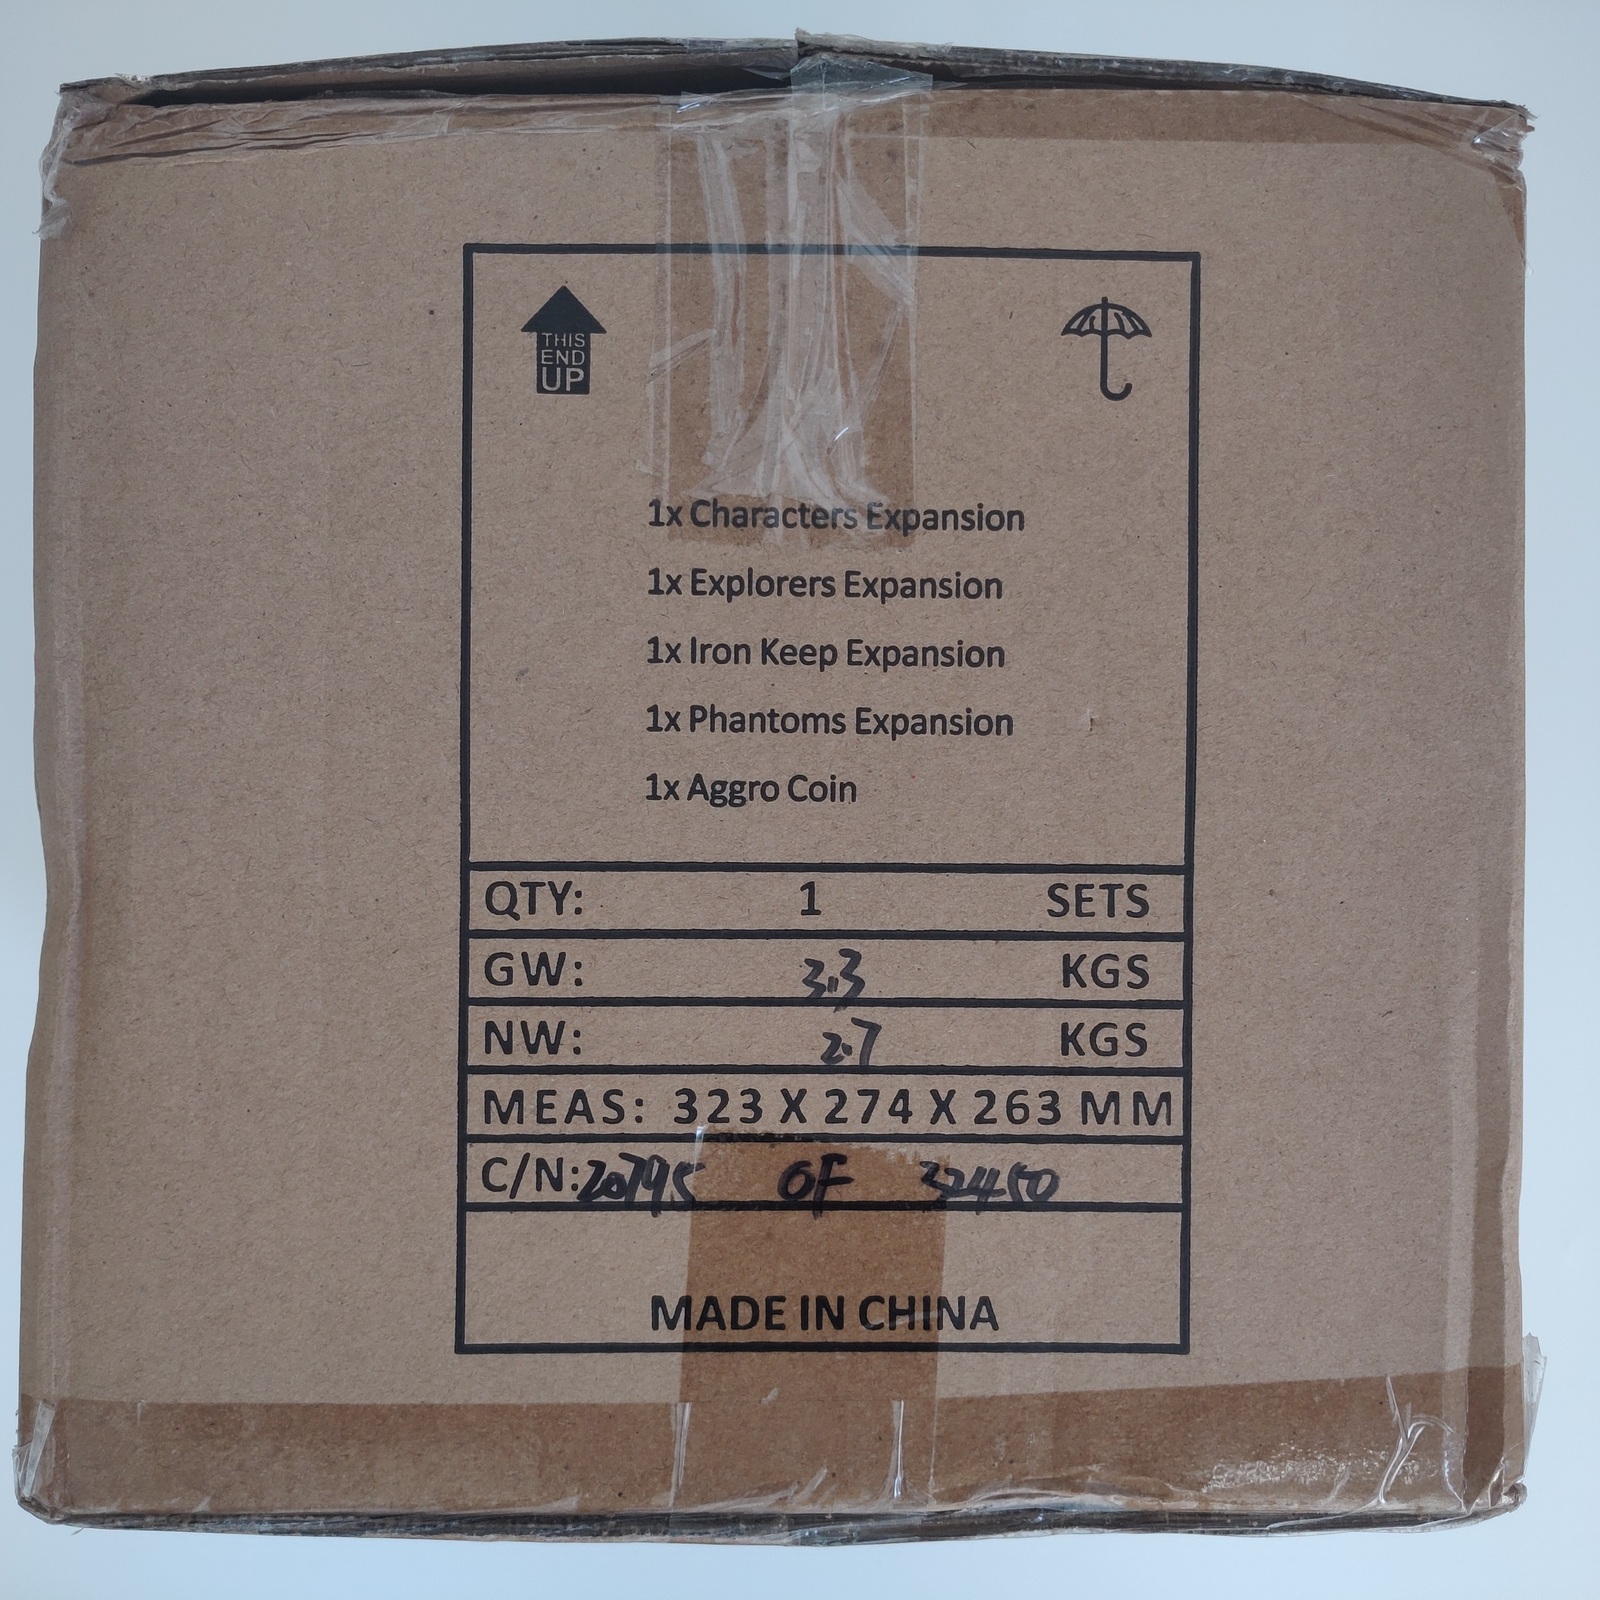 THIS
END
UP
1x Characters Expansion
1x Explorers Expansion
1x Iron Keep Expansion
1x Phantoms Expansion
1x Aggro Coin
QTY: 1 SETS
GW: 3.3 KGS
NW: 2.7 KGS
MEAS: 323 X 274 X 263 MM
C/N: 20795 OF 32450
MADE IN CHINA